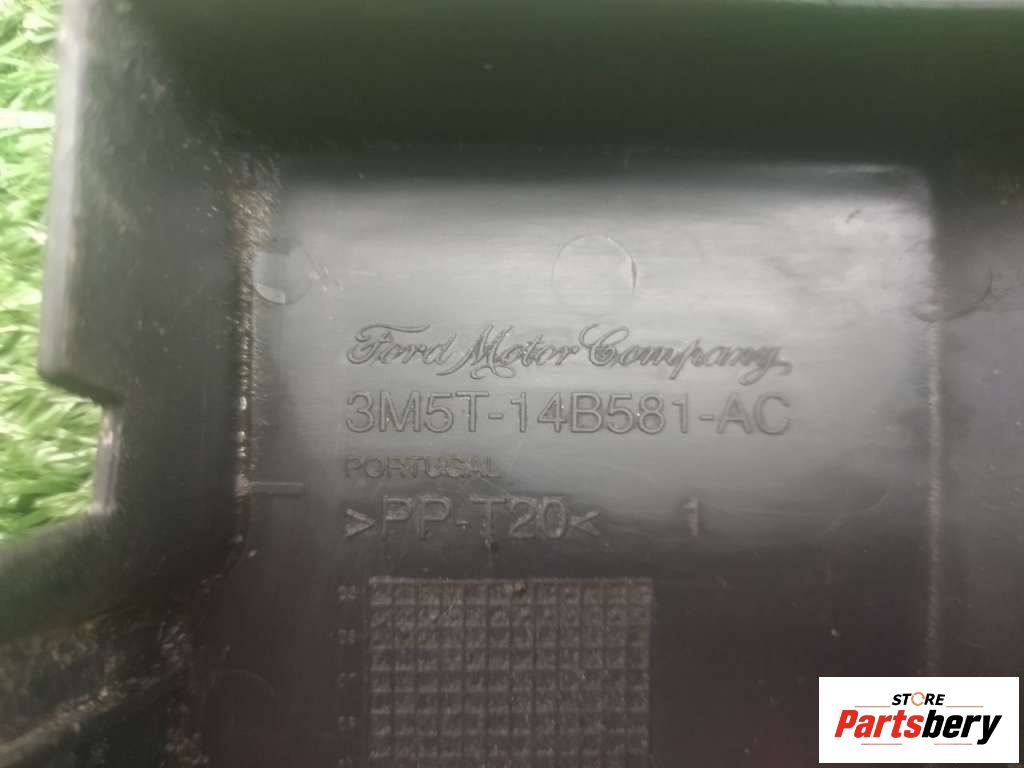 Ford Motor Company
3M5T-14B581-AC
PORTUGAL
>PP-T20< 1
STORE
Partsbery